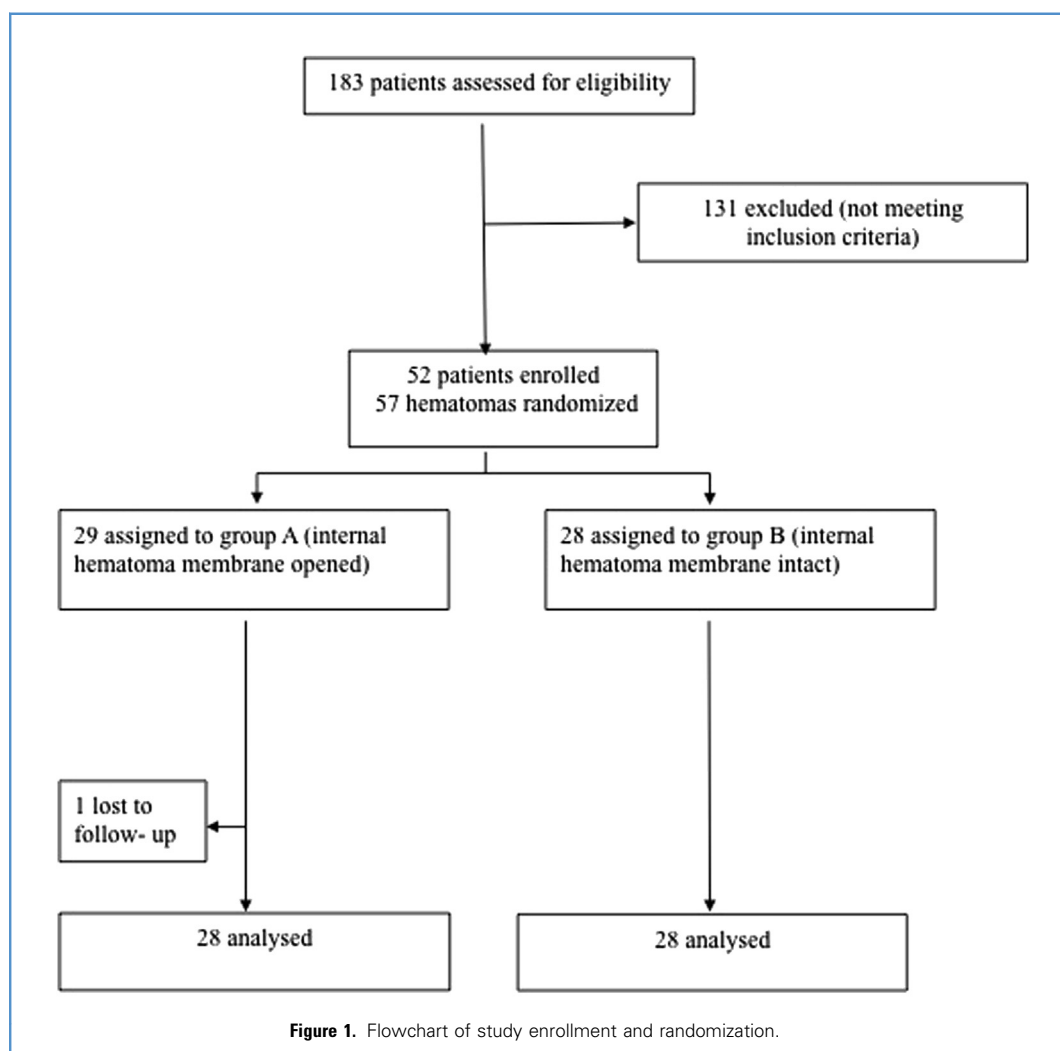 183 patients assessed for eligibility
131 excluded (not meeting
inclusion criteria)
52 patients enrolled
57 hematomas randomized
29 assigned to group A (internal
hematoma membrane opened)
28 assigned to group B (internal
hematoma membrane intact)
1 lost to
follow- up
28 analysed
28 analysed
Figure 1. Flowchart of study enrollment and randomization.